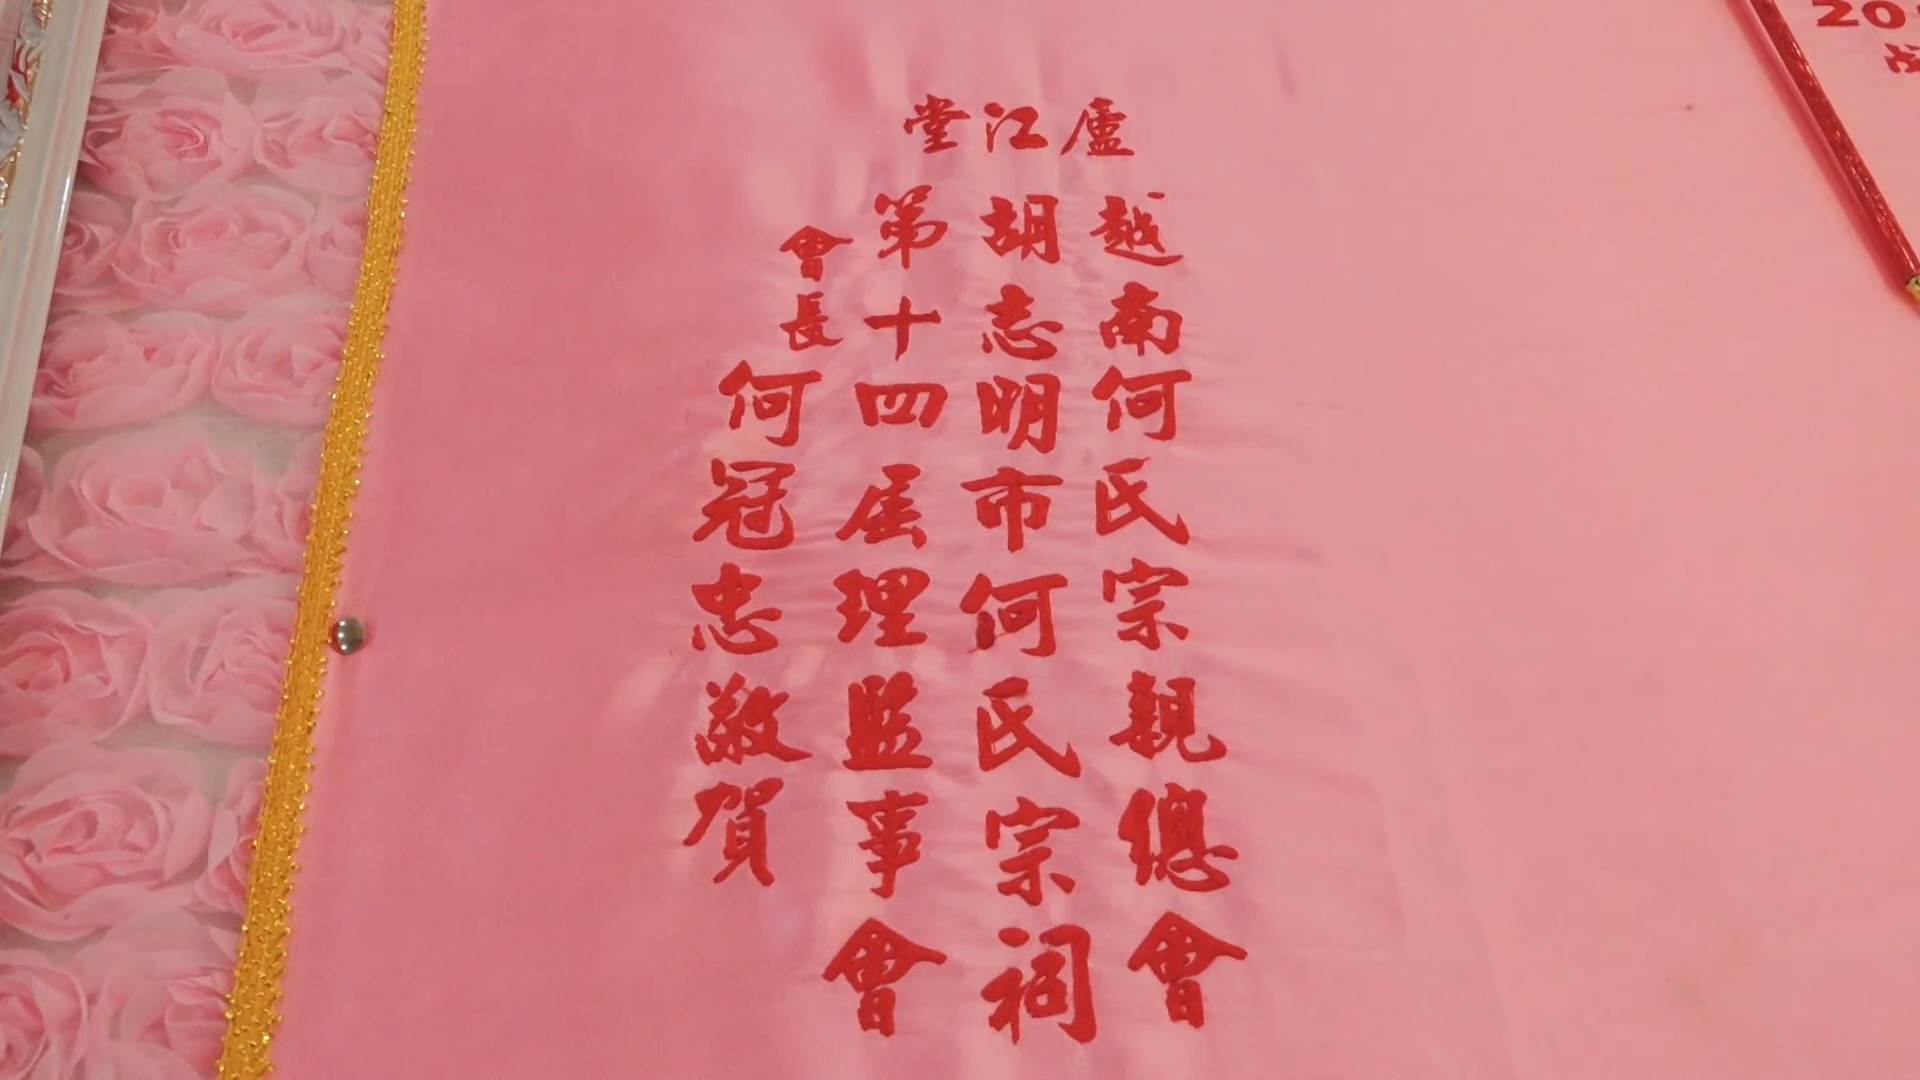 廬江堂
越南何氏宗親總會
胡志明市何氏宗祠
第十四屆理監事會
會長何冠忠敬賀
20